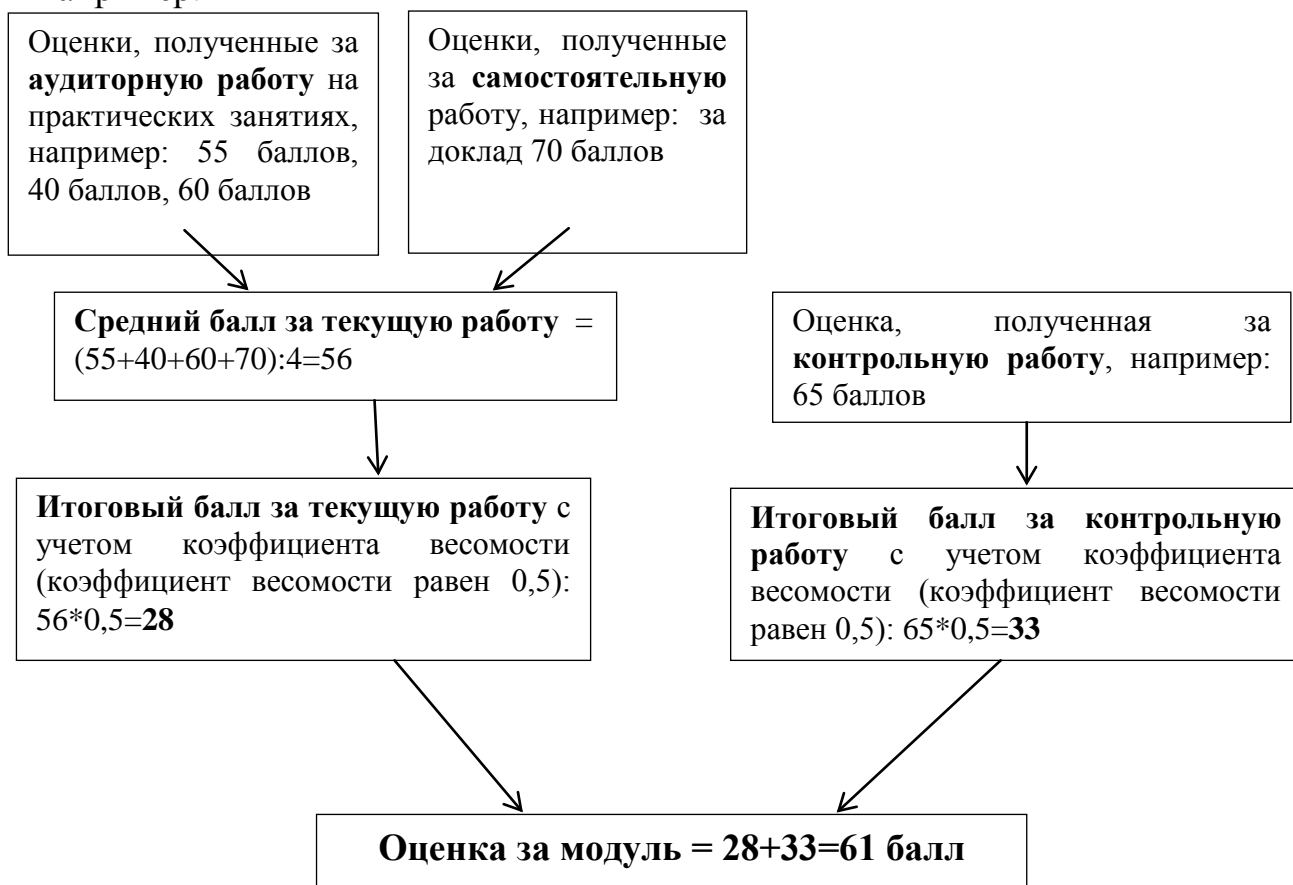 Оценки, полученные за
аудиторную работу на
практических занятиях,
например: 55 баллов,
40 баллов, 60 баллов
Оценки, полученные
за самостоятельную
работу, например: за
доклад 70 баллов
Средний балл за текущую работу =
(55+40+60+70):4=56
Оценка, полученная за
контрольную работу, например:
65 баллов
Итоговый балл за текущую работу с
учетом коэффициента весомости
(коэффициент весомости равен 0,5):
56*0,5=28
Итоговый балл за контрольную
работу с учетом коэффициента
весомости (коэффициент весомости
равен 0,5): 65*0,5=33
Оценка за модуль = 28+33=61 балл